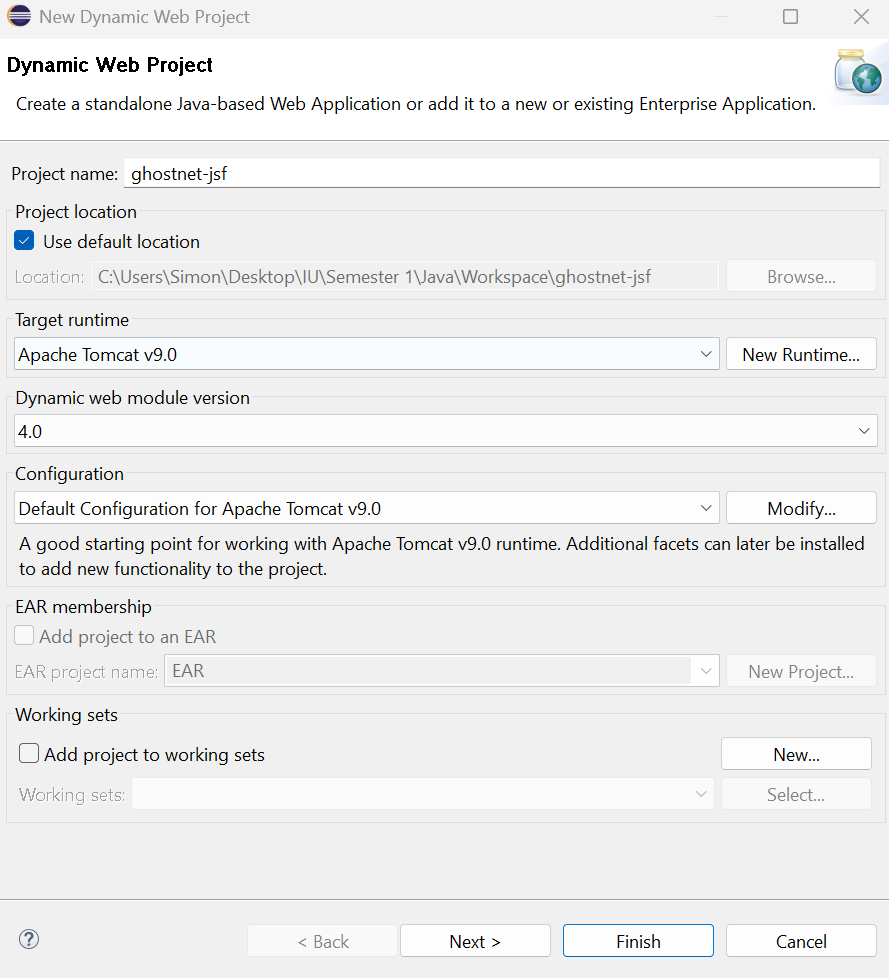 New Dynamic Web Project
Dynamic Web Project
Create a standalone Java-based Web Application or add it to a new or existing Enterprise Application.
Project name: ghostnet-jsf
Project location
Use default location
Location: C:\Users\Simon\Desktop\IU\Semester 1\Java\Workspace\ghostnet-jsf Browse...
Target runtime
Apache Tomcat v9.0 New Runtime...
Dynamic web module version
4.0
Configuration
Default Configuration for Apache Tomcat v9.0 Modify...
A good starting point for working with Apache Tomcat v9.0 runtime. Additional facets can later be installed
to add new functionality to the project.
EAR membership
Add project to an EAR
EAR project name: EAR New Project...
Working sets
Add project to working sets New...
Working sets: Select...
? < Back Next > Finish Cancel